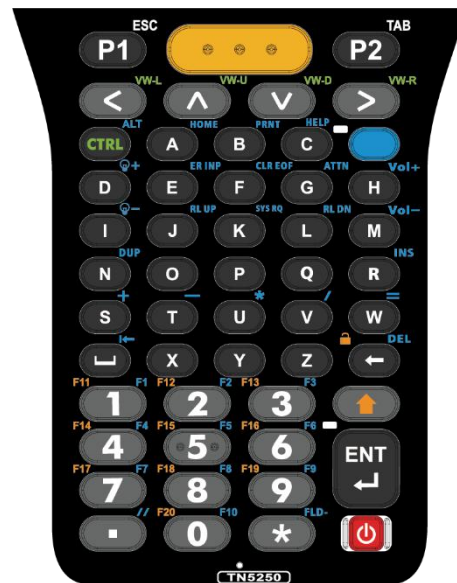 ESC TAB
P1 P2
VW-L VW-U VW-D VW-R
< ∧ ∨ >
ALT HOME PRNT HELP
CTRL A B C
+ ER INP CLR EOF ATTN Vol+
D E F G H
− RL UP SYS RQ RL DN Vol−
I J K L M
DUP INS
N O P Q R
+ − * / =
S T U V W
DEL
X Y Z ←
F11 F1 F12 F2 F13 F3
1 2 3
F14 F4 F15 F5 F16 F6
4 5 6 ENT
F17 F7 F18 F8 F19 F9
7 8 9
// F20 F10 FLD-
. 0 *
TN5250